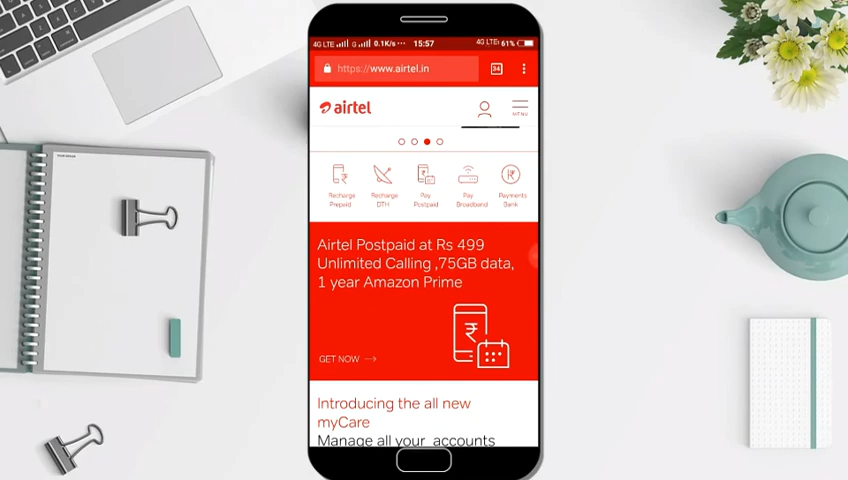 4G LTE G 0.1K/s ... 15:57 4G LTE 61%
https://www.airtel.in 34
airtel
MENU
Recharge Prepaid
Recharge DTH
Pay Postpaid
Pay Broadband
Payments Bank
Airtel Postpaid at Rs 499
Unlimited Calling ,75GB data,
1 year Amazon Prime
₹
GET NOW →
Introducing the all new
myCare
Manage all your accounts